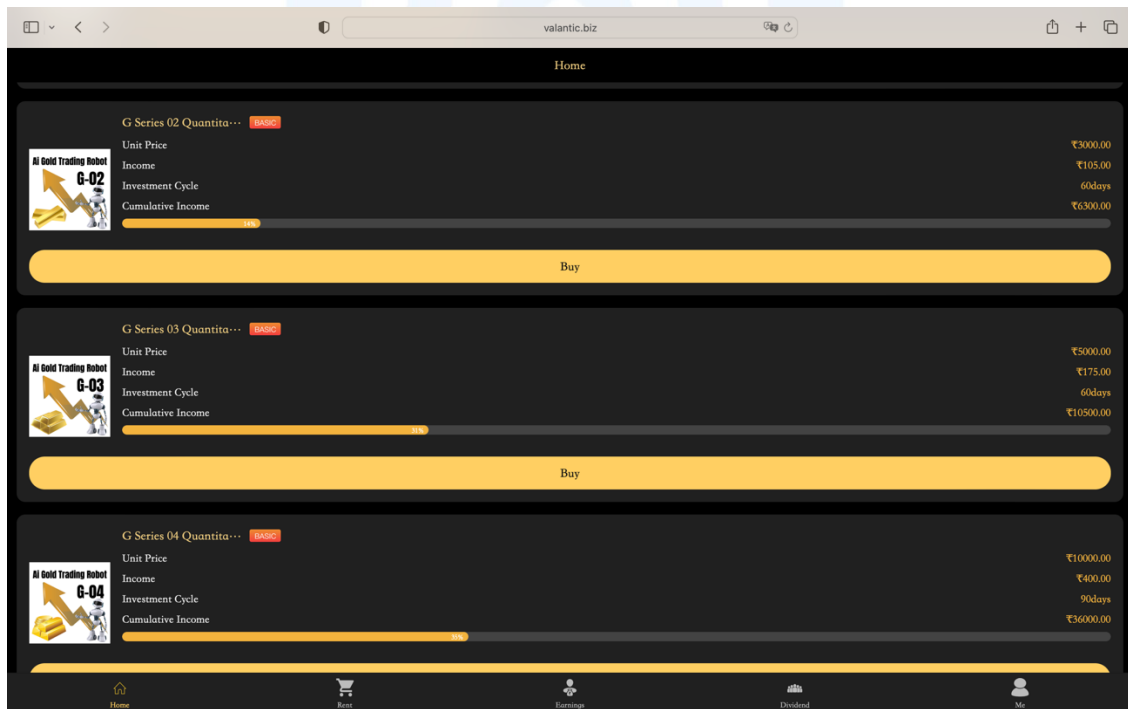 valantic.biz
Home
G Series 02 Quantita··· BASIC
Ai Gold Trading Robot
G-02
Unit Price ₹3000.00
Income ₹105.00
Investment Cycle 60days
Cumulative Income ₹6300.00
14%
Buy
G Series 03 Quantita··· BASIC
Ai Gold Trading Robot
G-03
Unit Price ₹5000.00
Income ₹175.00
Investment Cycle 60days
Cumulative Income ₹10500.00
31%
Buy
G Series 04 Quantita··· BASIC
Ai Gold Trading Robot
G-04
Unit Price ₹10000.00
Income ₹400.00
Investment Cycle 90days
Cumulative Income ₹36000.00
35%
Home Rent Earnings Dividend Me